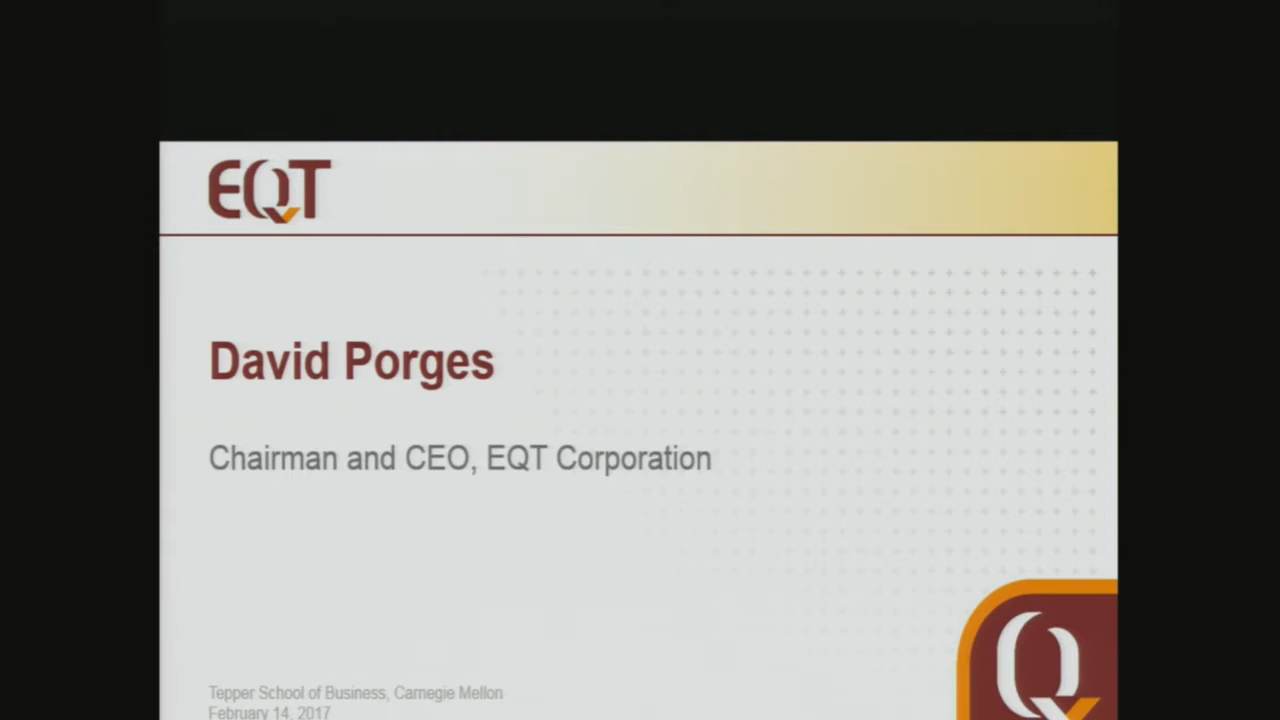 EQT
David Porges
Chairman and CEO, EQT Corporation
Tepper School of Business, Carnegie Mellon
February 14, 2017
Q